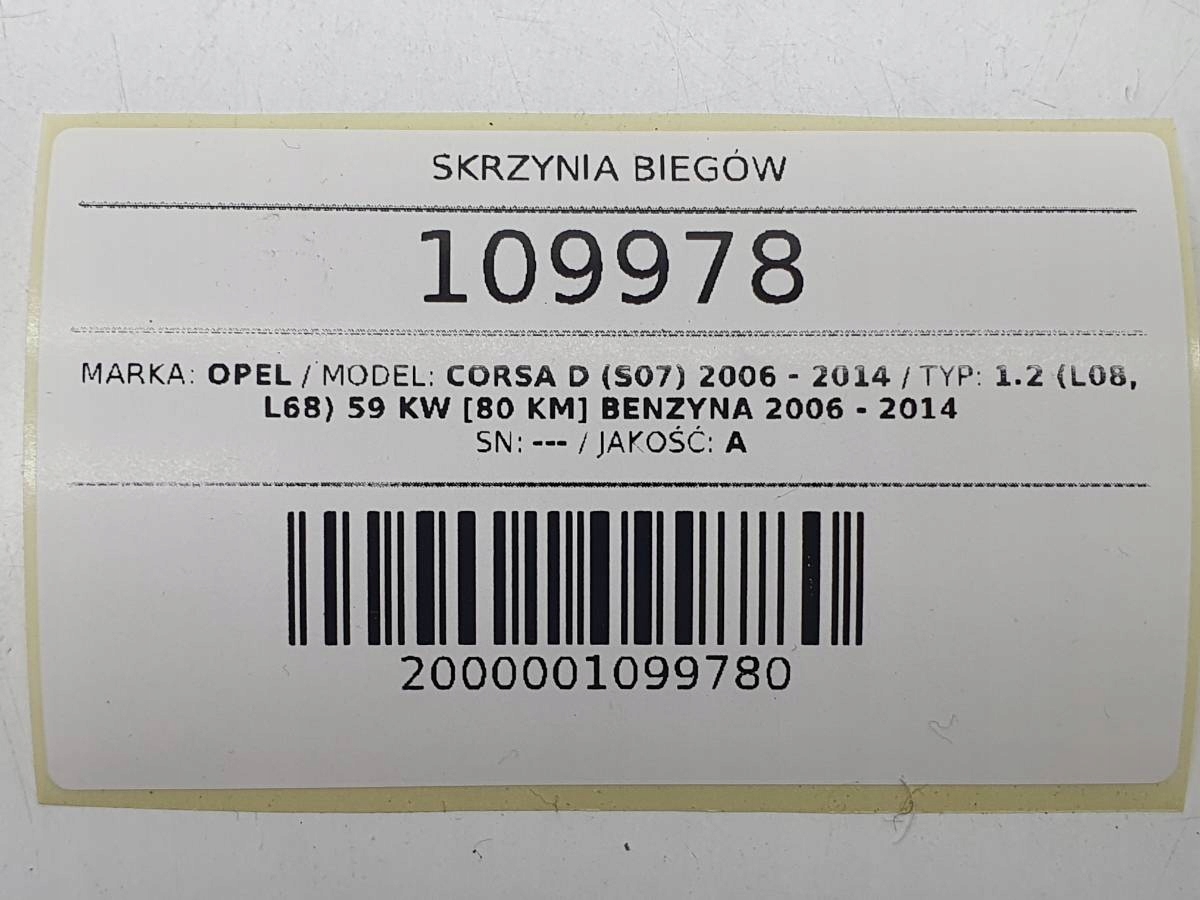 SKRZYNIA BIEGÓW
109978
MARKA: OPEL / MODEL: CORSA D (S07) 2006 - 2014 / TYP: 1.2 (L08,
L68) 59 KW [80 KM] BENZYNA 2006 - 2014
SN: --- / JAKOŚĆ: A
2000001099780